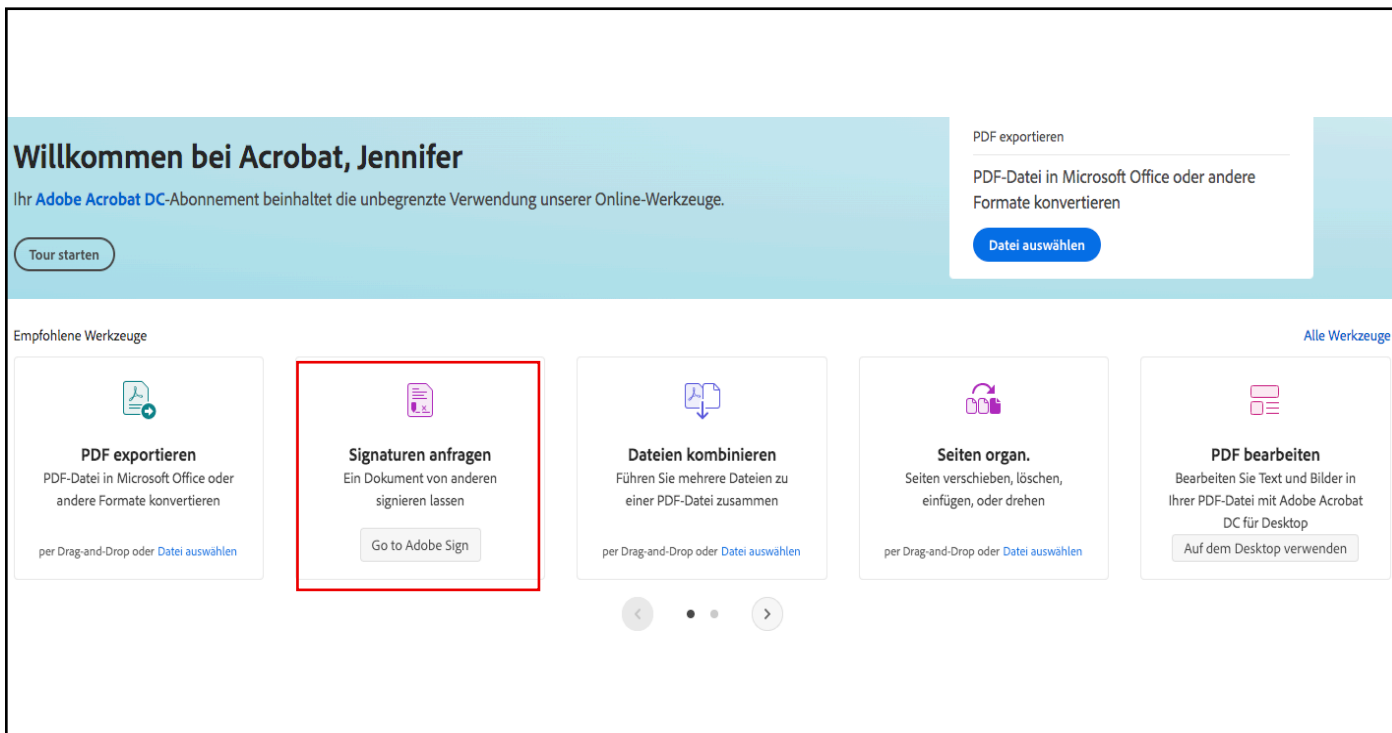 Willkommen bei Acrobat, Jennifer
Ihr Adobe Acrobat DC-Abonnement beinhaltet die unbegrenzte Verwendung unserer Online-Werkzeuge.
Tour starten
PDF exportieren
PDF-Datei in Microsoft Office oder andere
Formate konvertieren
Datei auswählen
Empfohlene Werkzeuge
Alle Werkzeuge
PDF exportieren
PDF-Datei in Microsoft Office oder
andere Formate konvertieren
per Drag-and-Drop oder Datei auswählen
Signaturen anfragen
Ein Dokument von anderen
signieren lassen
Go to Adobe Sign
Dateien kombinieren
Führen Sie mehrere Dateien zu
einer PDF-Datei zusammen
per Drag-and-Drop oder Datei auswählen
Seiten organ.
Seiten verschieben, löschen,
einfügen, oder drehen
per Drag-and-Drop oder Datei auswählen
PDF bearbeiten
Bearbeiten Sie Text und Bilder in
Ihrer PDF-Datei mit Adobe Acrobat
DC für Desktop
Auf dem Desktop verwenden